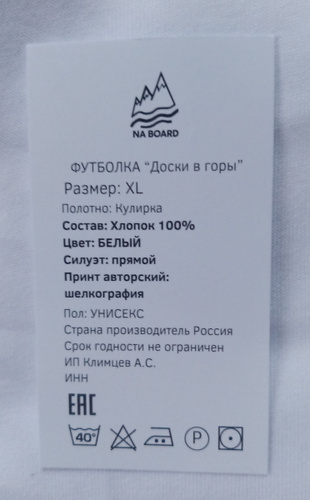 NA BOARD
ФУТБОЛКА “Доски в горы”
Размер: XL
Полотно: Кулирка
Состав: Хлопок 100%
Цвет: БЕЛЫЙ
Силуэт: прямой
Принт авторский:
шелкография
Пол: УНИСЕКС
Страна производитель Россия
Срок годности не ограничен
ИП Климцев А.С.
ИНН
EAC
40° P